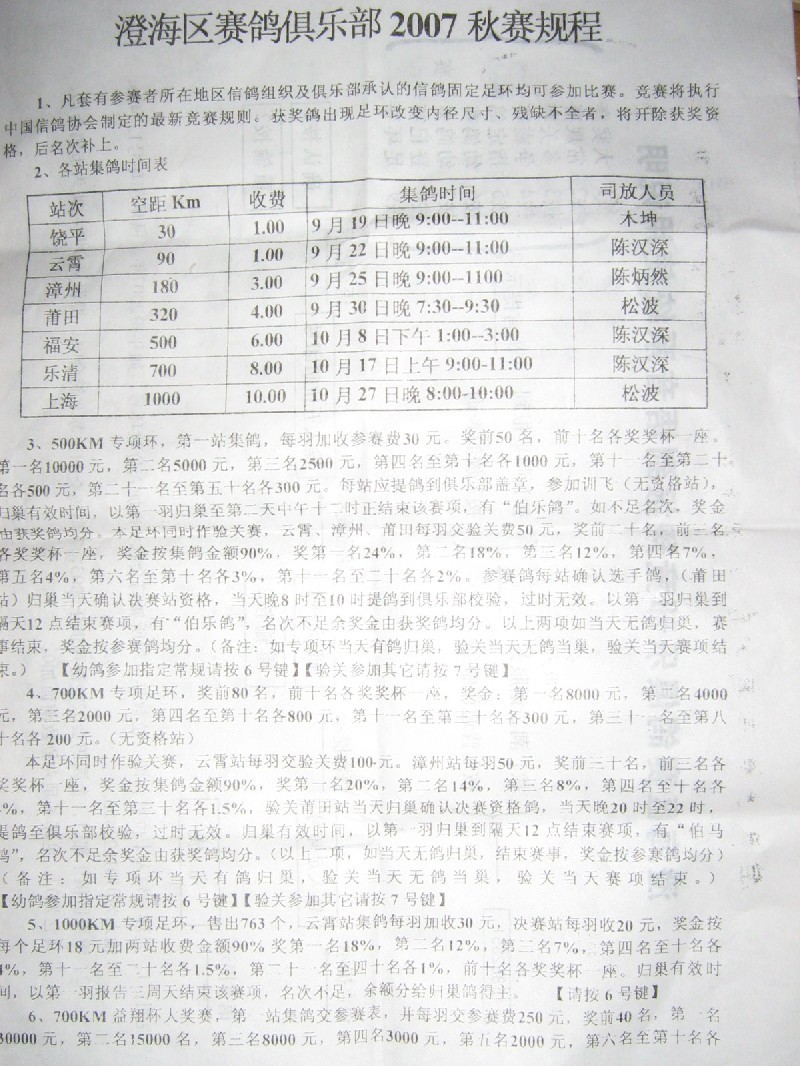 澄海区赛鸽俱乐部 2007 秋赛规程
1、凡套有参赛者所在地区信鸽组织及俱乐部承认的信鸽固定足环均可参加比赛。竞赛将执行
中国信鸽协会制定的最新竞赛规则。获奖鸽出现足环改变内径尺寸、残缺不全者，将开除获奖资
格，后名次补上。
2、各站集鸽时间表
站次 空距 Km 收费 集鸽时间 司放人员
饶平 30 1.00 9 月 19 日晚 9:00--11:00 木坤
云霄 90 1.00 9 月 22 日晚 9:00--11:00 陈汉深
漳州 180 3.00 9 月 25 日晚 9:00--1100 陈炳然
莆田 320 4.00 9 月 30 日晚 7:30--9:30 松波
福安 500 6.00 10 月 8 日下午 1:00--3:00 陈汉深
乐清 700 8.00 10 月 17 日上午 9:00-11:00 陈汉深
上海 1000 10.00 10 月 27 日晚 8:00-10:00 松波
3、500KM 专项环，第一站集鸽，每羽加收参赛费30 元。奖前50 名，前十名各奖奖杯一座。
第一名10000 元，第二名5000 元，第三名2500 元，第四名至第十名各1000 元，第十一名至第二十
名各500 元，第二十一名至第五十名各300 元。每站应提鸽到俱乐部盖章，参加训飞（无资格站），
归巢有效时间，以第一羽归巢至第二天中午十二时正结束该赛项，有“伯乐鸽”。如不足名次，奖金
由获奖鸽均分。本足环同时作验关赛，云霄、漳州、莆田每羽交验关费50 元，奖前二十名，前三名
各奖奖杯一座，奖金按集鸽金额90%，奖第一名24%，第二名18%，第三名12%，第四名7%，
第五名4%，第六名至第十名各3%，第十一名至二十名各2%。参赛鸽每站确认选手鸽，（莆田
站）归巢当天确认决赛站资格，当天晚8 时至10 时提鸽到俱乐部校验，过时无效。以第一羽归巢到
隔天12 点结束赛项，有“伯乐鸽”，名次不足余奖金由获奖鸽均分。以上两项如当天无鸽归巢，赛
事结束，奖金按参赛鸽均分。（备注：如专项环当天有鸽归巢，验关当天无鸽当巢，验关当天赛项结
束。） 【幼鸽参加指定常规请按 6 号键】【验关参加其它请按 7 号键】
4、700KM 专项足环，奖前80 名，前十名各奖奖杯一座，奖金：第一名8000 元，第二名4000
元，第三名2000 元，第四名至第十名各800 元，第十一名至第三十名各300 元，第三十一名至第八
十名各 200 元。（无资格站）
本足环同时作验关赛，云霄站每羽交验关费100 元。漳州站每羽50 元，奖前三十名，前三名各
奖奖杯一座，奖金按集鸽金额90%，奖第一名20%，第二名14%，第三名8%，第四名至十名各
%，第十一名至第三十名各1.5%，验关莆田站当天归巢确认决赛资格鸽，当天晚20 时至22 时，
提鸽至俱乐部校验，过时无效。归巢有效时间，以第一羽归巢到隔天12 点结束赛项，有“伯马
鸽”，名次不足余奖金由获奖鸽均分。（以上二项，如当天无鸽归巢，结束赛事，奖金按参赛鸽均分）
（备注：如专项环当天有鸽归巢，验关当天无鸽当巢，验关当天赛项结束。）
【幼鸽参加指定常规请按 6 号键】【验关参加其它请按 7 号键】
5、1000KM 专项足环，售出763 个，云霄站集鸽每羽加收30 元，决赛站每羽收20 元，奖金按
每个足环18 元加两站收费金额90% 奖第一名18%，第二名12%，第三名7%，第四名至十名各
4%，第十一名至二十名各1.5%，第二十一名至四十名各1%，前十名各奖奖杯一座。归巢有效时
间，以第一羽报告三周天结束该赛项，名次不足，余额分给归巢鸽得主。 【请按 6 号键】
6、700KM 益翔杯人奖赛，第一站集鸽交参赛表，并每羽交参赛费250 元，奖前40 名，第一名
30000 元，第二名15000 名，第三名8000 元，第四名3000 元，第五名2000 元，第六名至第十名各